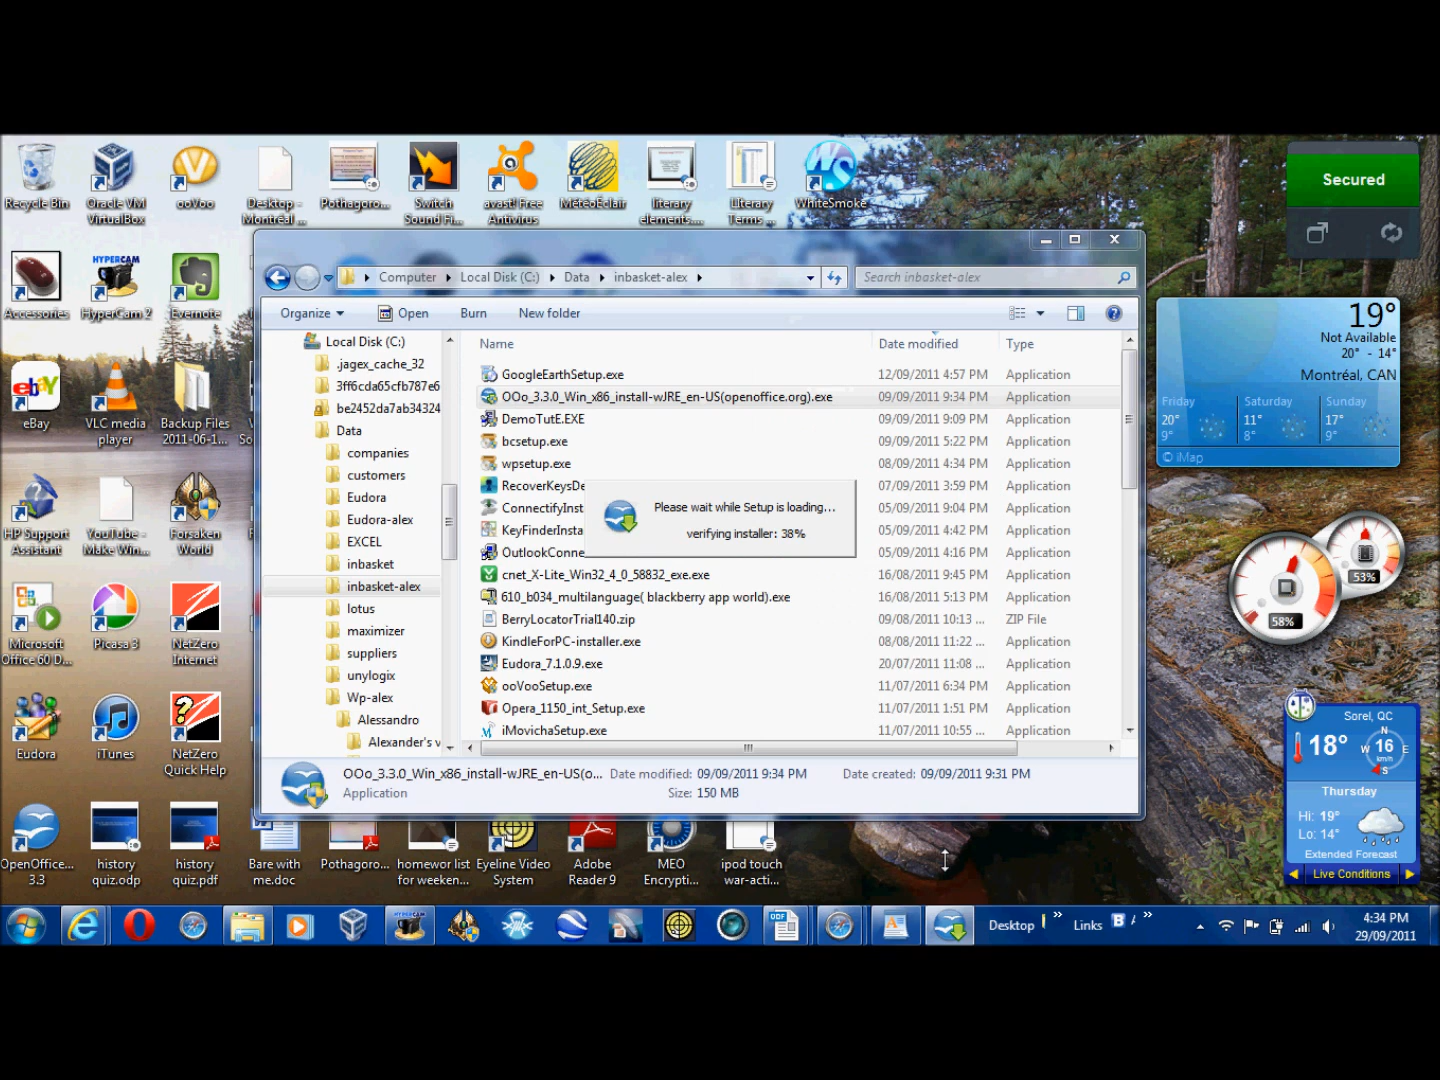 Recycle Bin
Oracle VM
VirtualBox
ooVoo
Desktop -
Montréal ...
Pothagoro...
Switch
Sound Fi...
avast! Free
Antivirus
MétéoÉclair
literary
elements....
Literary
Terms ...
WhiteSmoke
Secured
HYPERCAM
Accessories
HyperCam 2
Evernote
Computer
Local Disk (C:)
Data
inbasket-alex
Search inbasket-alex
Organize
Open
Burn
New folder
Name
Date modified
Type
Local Disk (C:)
.jagex_cache_32
3ff6cda65cfb787e6
be2452da7ab34324
Data
companies
customers
Eudora
Eudora-alex
EXCEL
inbasket
inbasket-alex
lotus
maximizer
suppliers
unylogix
Wp-alex
Alessandro
Alexander's v
GoogleEarthSetup.exe 12/09/2011 4:57 PM Application
OOo_3.3.0_Win_x86_install-wJRE_en-US(openoffice.org).exe 09/09/2011 9:34 PM Application
DemoTutE.EXE 09/09/2011 9:09 PM Application
bcsetup.exe 09/09/2011 5:22 PM Application
wpsetup.exe 08/09/2011 4:34 PM Application
RecoverKeysDe 07/09/2011 3:59 PM Application
ConnectifyInst 05/09/2011 9:04 PM Application
KeyFinderInsta 05/09/2011 4:42 PM Application
OutlookConne 05/09/2011 4:16 PM Application
cnet_X-Lite_Win32_4_0_58832_exe.exe 16/08/2011 9:45 PM Application
610_b034_multilanguage( blackberry app world).exe 16/08/2011 5:13 PM Application
BerryLocatorTrial140.zip 09/08/2011 10:13 ... ZIP File
KindleForPC-installer.exe 08/08/2011 11:22 ... Application
Eudora_7.1.0.9.exe 20/07/2011 11:08 ... Application
ooVooSetup.exe 11/07/2011 6:34 PM Application
Opera_1150_int_Setup.exe 11/07/2011 1:51 PM Application
iMovichaSetup.exe 11/07/2011 10:55 ... Application
Please wait while Setup is loading...
verifying installer: 38%
OOo_3.3.0_Win_x86_install-wJRE_en-US(o... Date modified: 09/09/2011 9:34 PM Date created: 09/09/2011 9:31 PM
Application Size: 150 MB
19°
Not Available
20° - 14°
Montréal, CAN
Friday
20°
9°
Saturday
11°
8°
Sunday
17°
9°
© iMap
53%
58%
Sorel, QC
18°
N
W 16 E
km/h
S
Thursday
Hi: 19°
Lo: 14°
Extended Forecast
Live Conditions
ebY
eBay
VLC media
player
Backup Files
2011-06-1...
HP Support
Assistant
YouTube -
Make Win...
Forsaken
World
Microsoft
Office 60 D...
Picasa 3
NetZero
Internet
Eudora
iTunes
NetZero
Quick Help
OpenOffice...
3.3
history
quiz.odp
history
quiz.pdf
Bare with
me.doc
Pothagoro...
homewor list
for weeken...
Eyeline Video
System
Adobe
Reader 9
MEO
Encrypti...
ipod touch
war-acti...
HYPERCAM
ODF
Desktop »
Links B »
4:34 PM
29/09/2011